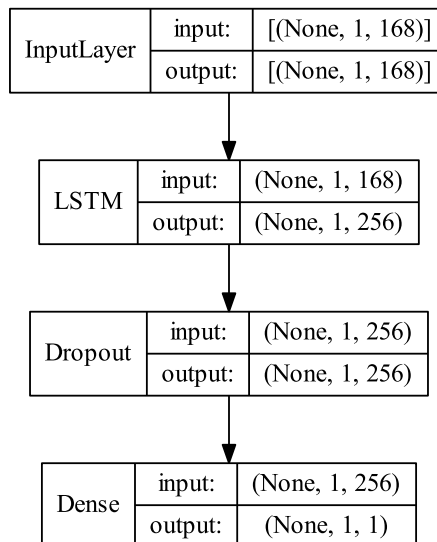 InputLayer
input:
[(None, 1, 168)]
output:
[(None, 1, 168)]
LSTM
input:
(None, 1, 168)
output:
(None, 1, 256)
Dropout
input:
(None, 1, 256)
output:
(None, 1, 256)
Dense
input:
(None, 1, 256)
output:
(None, 1, 1)